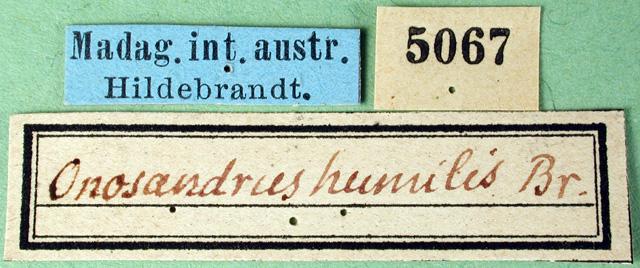 Madag. int. austr.
Hildebrandt.
5067
Onosandrus humilis Br.